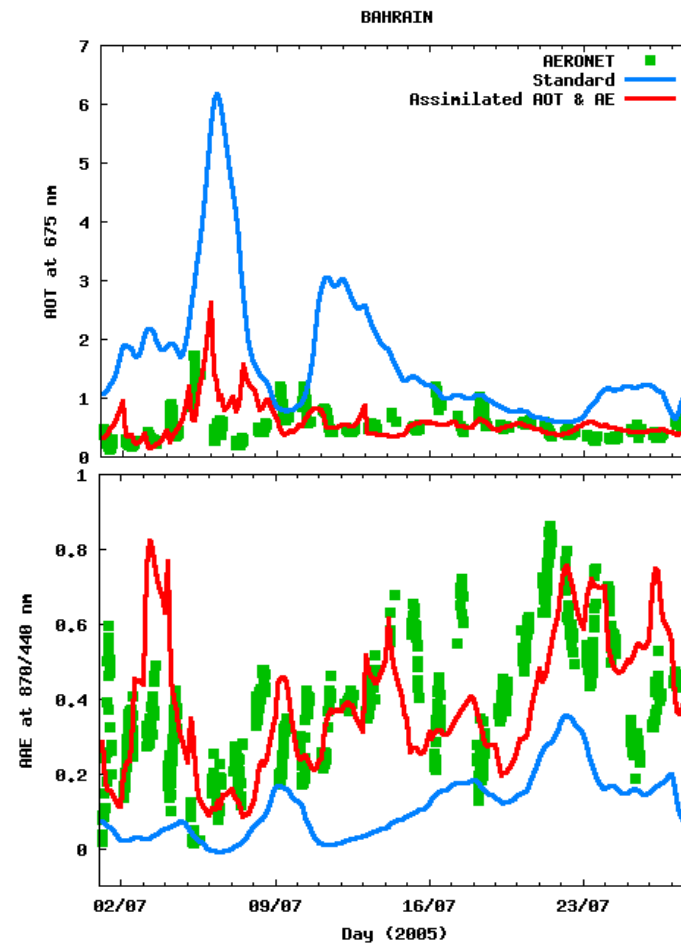 BAHRAIN
7
6
5
4
3
2
1
0
AOT at 675 nm
AERONET
Standard
Assimilated AOT & AE
1
0.8
0.6
0.4
0.2
0
AAE at 870/440 nm
02/07 09/07 16/07 23/07
Day (2005)